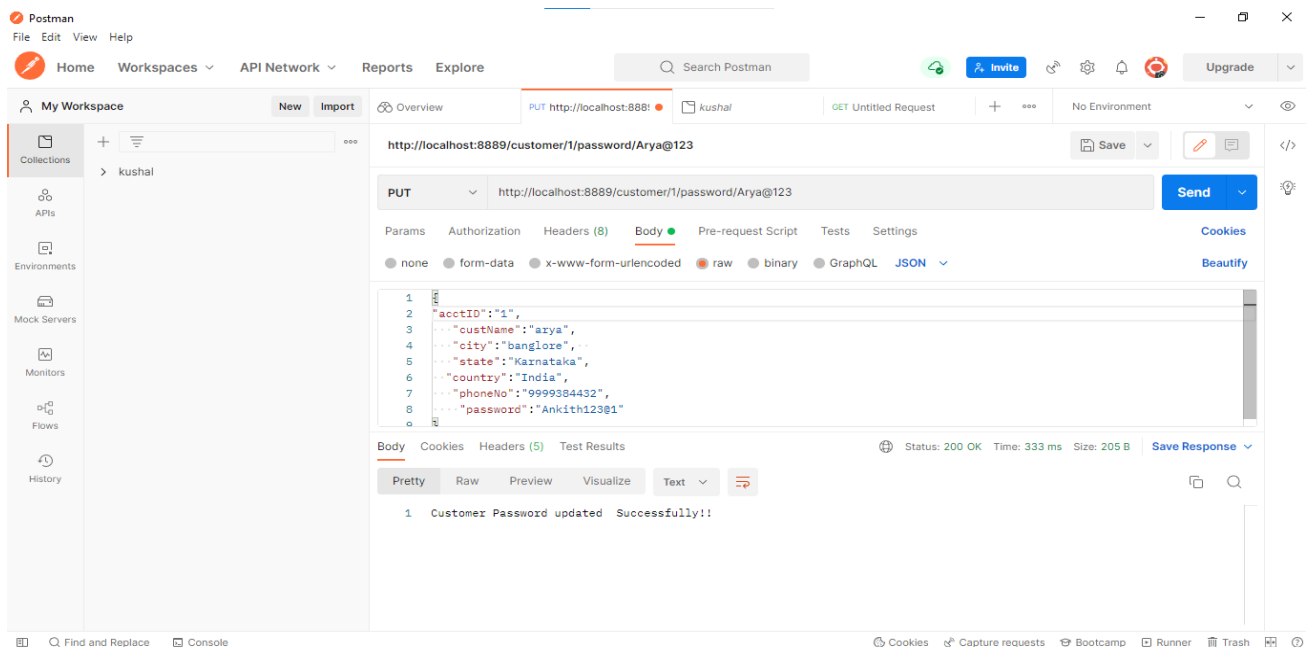 Postman
File Edit View Help
Home Workspaces API Network Reports Explore Search Postman Invite Upgrade
My Workspace New Import Overview PUT http://localhost:888 kushal GET Untitled Request No Environment
Collections
kushal
APIs
Environments
Mock Servers
Monitors
Flows
History
http://localhost:8889/customer/1/password/Arya@123 Save
PUT http://localhost:8889/customer/1/password/Arya@123 Send
Params Authorization Headers (8) Body Pre-request Script Tests Settings Cookies
none form-data x-www-form-urlencoded raw binary GraphQL JSON Beautify
1 {
2 "acctID":"1",
3 "custName":"arya",
4 "city":"banglore",
5 "state":"Karnataka",
6 "country":"India",
7 "phoneNo":"9999384432",
8 "password":"Ankith123@1"
9 }
Body Cookies Headers (5) Test Results Status: 200 OK Time: 333 ms Size: 205 B Save Response
Pretty Raw Preview Visualize Text
1 Customer Password updated  Successfully!!
Find and Replace Console Cookies Capture requests Bootcamp Runner Trash